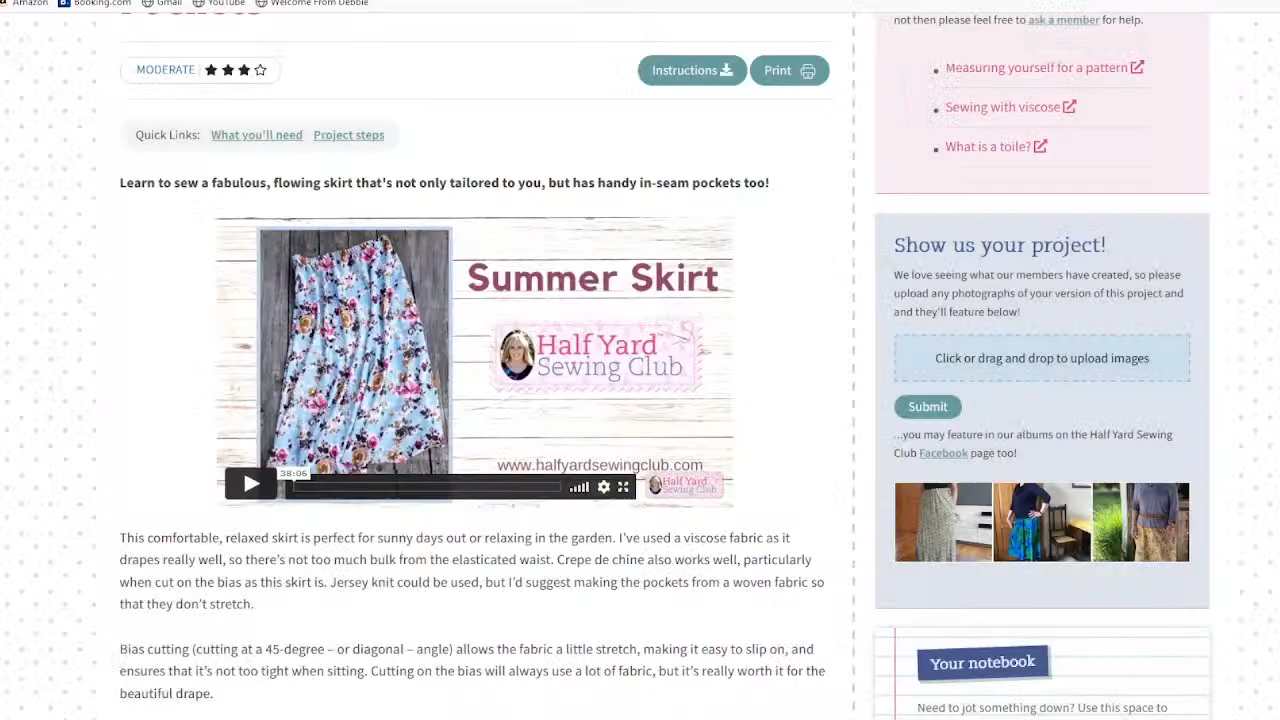 Amazon
Booking.com
Gmail
YouTube
Welcome From Debbie
Pockets
MODERATE
Instructions
Print
Quick Links: What you'll need Project steps
Learn to sew a fabulous, flowing skirt that's not only tailored to you, but has handy in-seam pockets too!
Summer Skirt
Half Yard™
Sewing Club
www.halfyardsewingclub.com
38:06
Half Yard
Sewing Club
This comfortable, relaxed skirt is perfect for sunny days out or relaxing in the garden. I've used a viscose fabric as it
drapes really well, so there's not too much bulk from the elasticated waist. Crepe de chine also works well, particularly
when cut on the bias as this skirt is. Jersey knit could be used, but I'd suggest making the pockets from a woven fabric so
that they don't stretch.
Bias cutting (cutting at a 45-degree – or diagonal – angle) allows the fabric a little stretch, making it easy to slip on, and
ensures that it's not too tight when sitting. Cutting on the bias will always use a lot of fabric, but it's really worth it for the
beautiful drape.
not then please feel free to ask a member for help.
Measuring yourself for a pattern
Sewing with viscose
What is a toile?
Show us your project!
We love seeing what our members have created, so please
upload any photographs of your version of this project and
and they'll feature below!
Click or drag and drop to upload images
Submit
...you may feature in our albums on the Half Yard Sewing
Club Facebook page too!
Your notebook
Need to jot something down? Use this space to